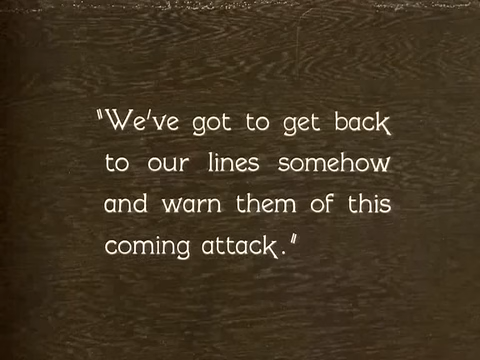 "We've got to get back
to our lines somehow
and warn them of this
coming attack."